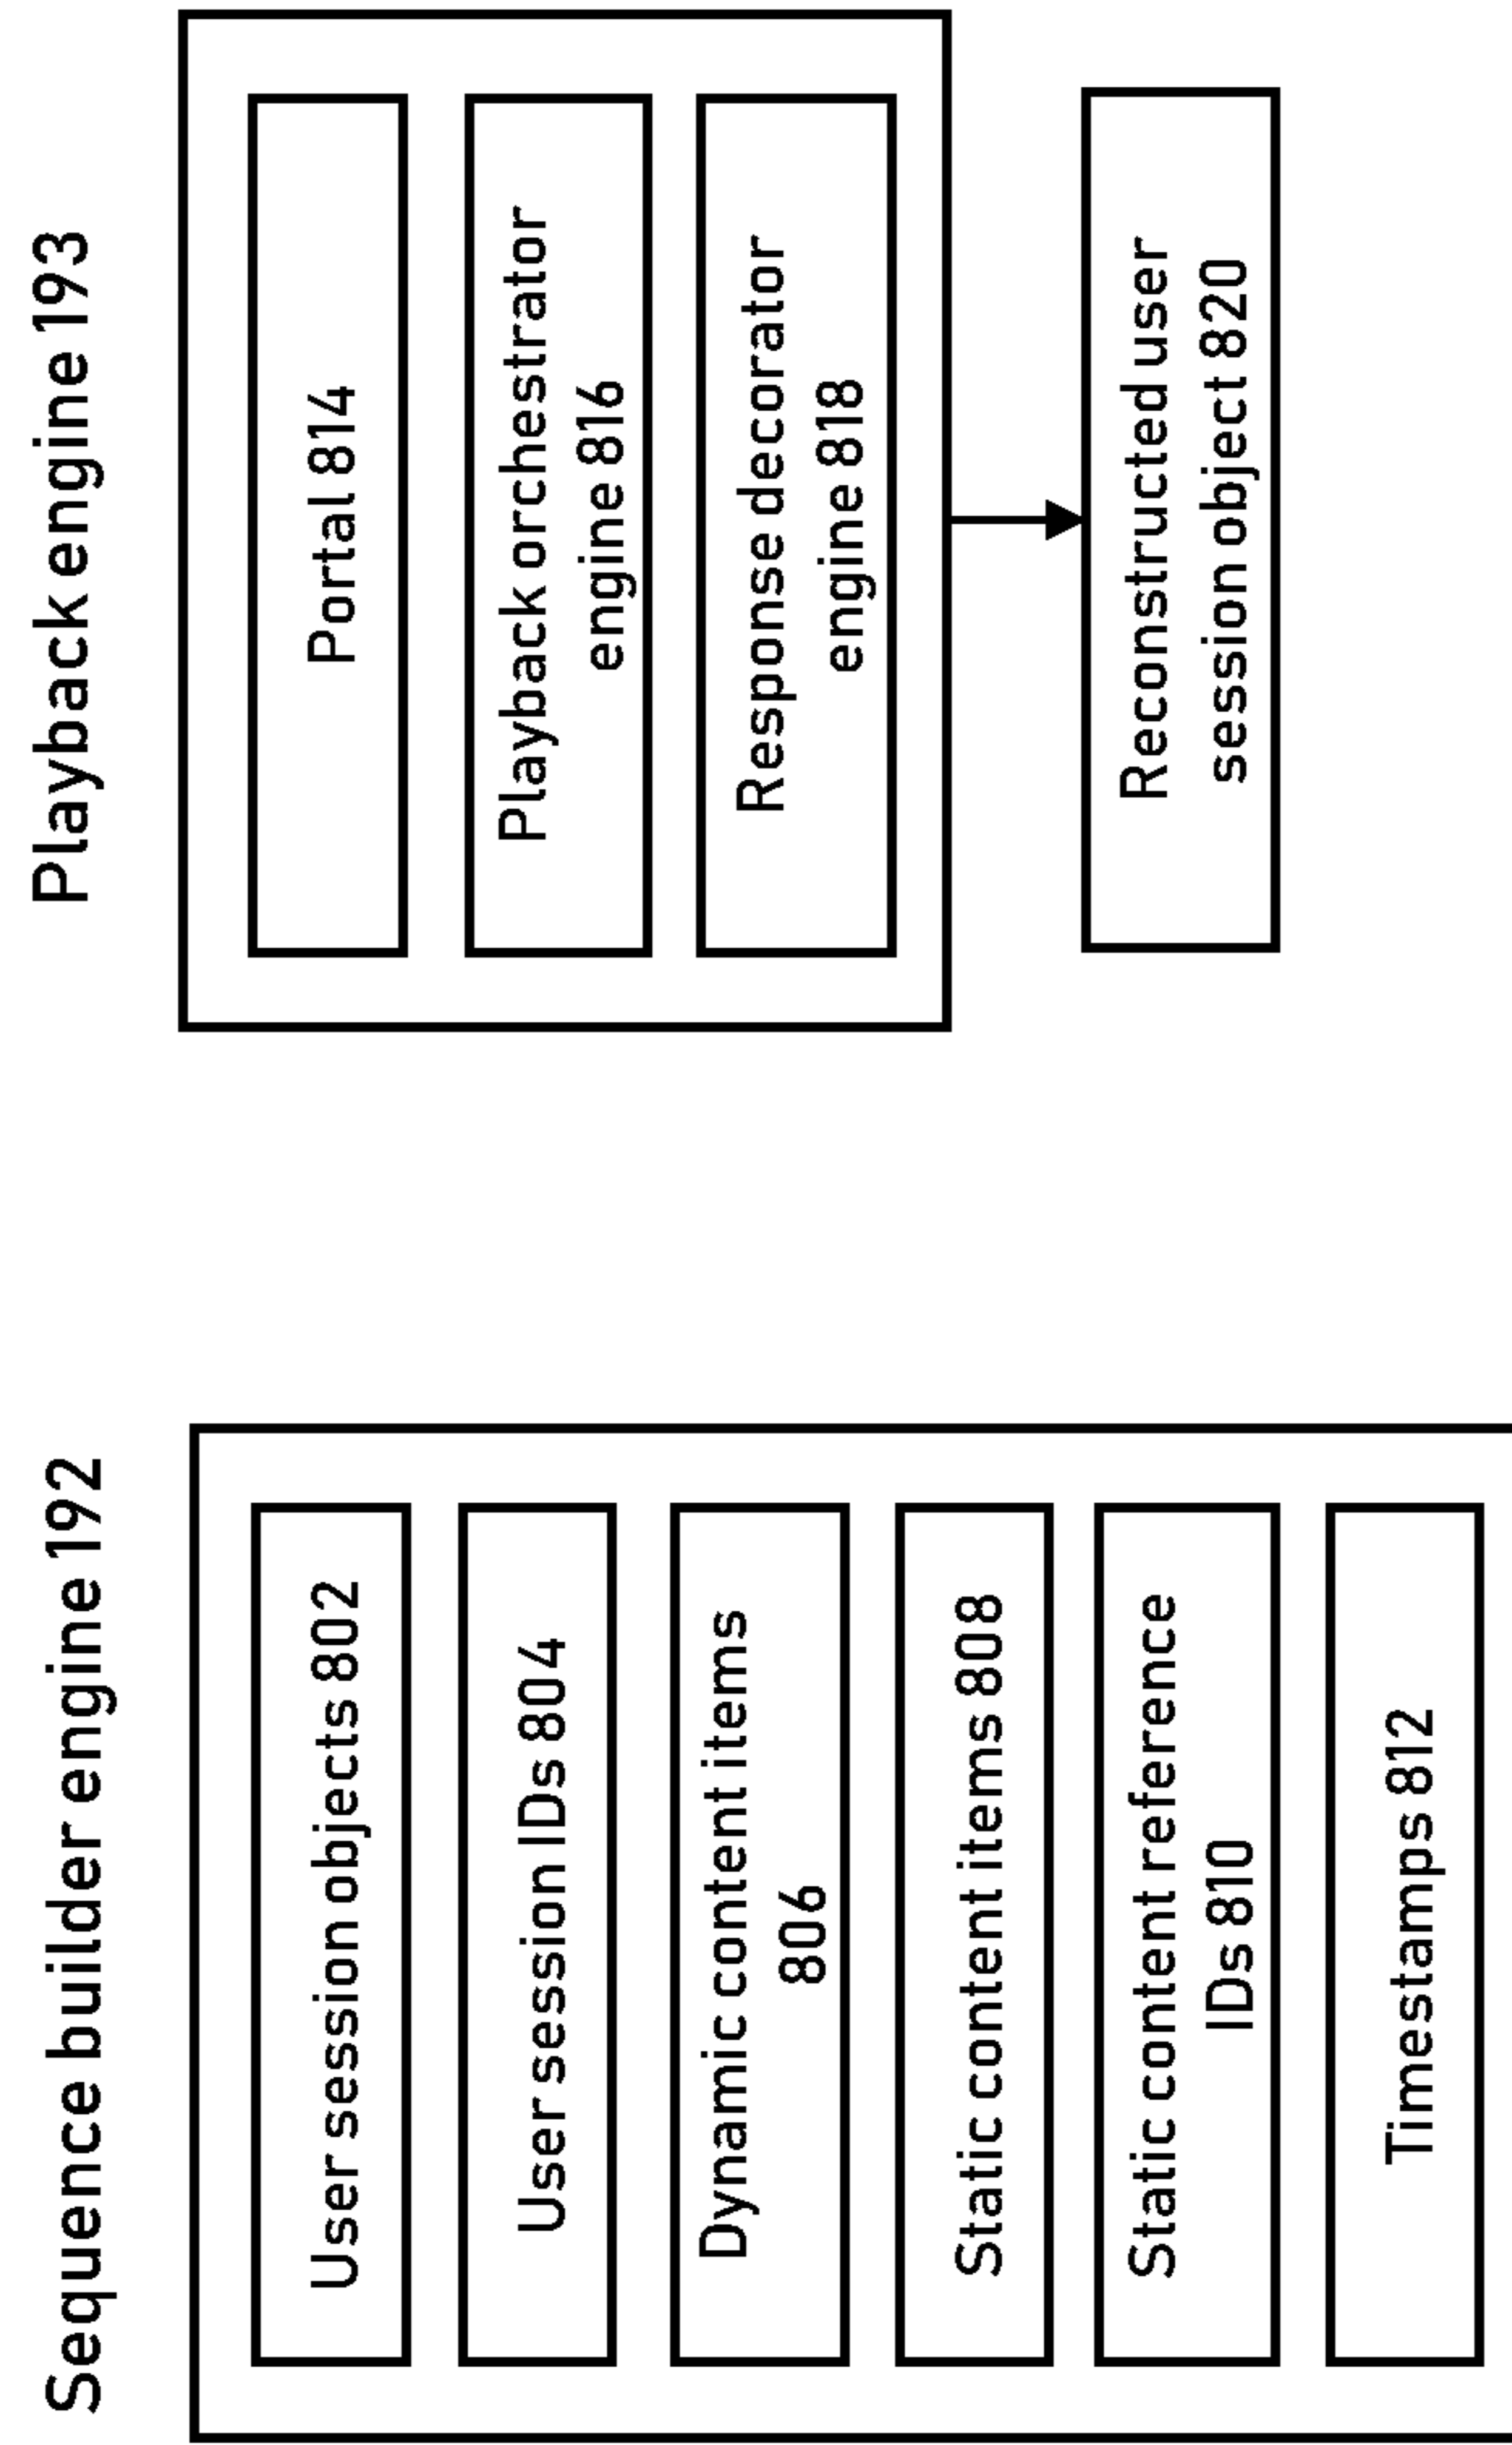 Sequence builder engine 192
User session objects 802
User session IDs 804
Dynamic content items
806
Static content items 808
Static content reference
IDs 810
Timestamps 812
Playback engine 193
Portal 814
Playback orchestrator
engine 816
Response decorator
engine 818
Reconstructed user
session object 820